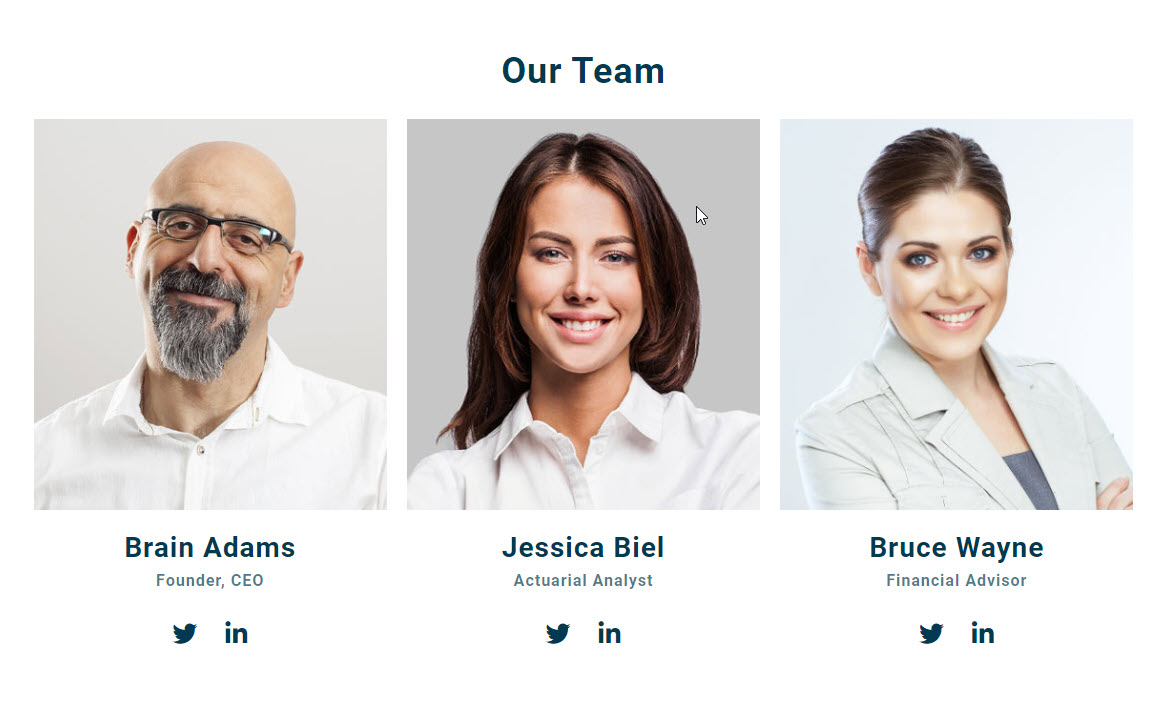 Our Team
Brain Adams
Jessica Biel
Bruce Wayne
Founder, CEO
Actuarial Analyst
Financial Advisor
in
in
in